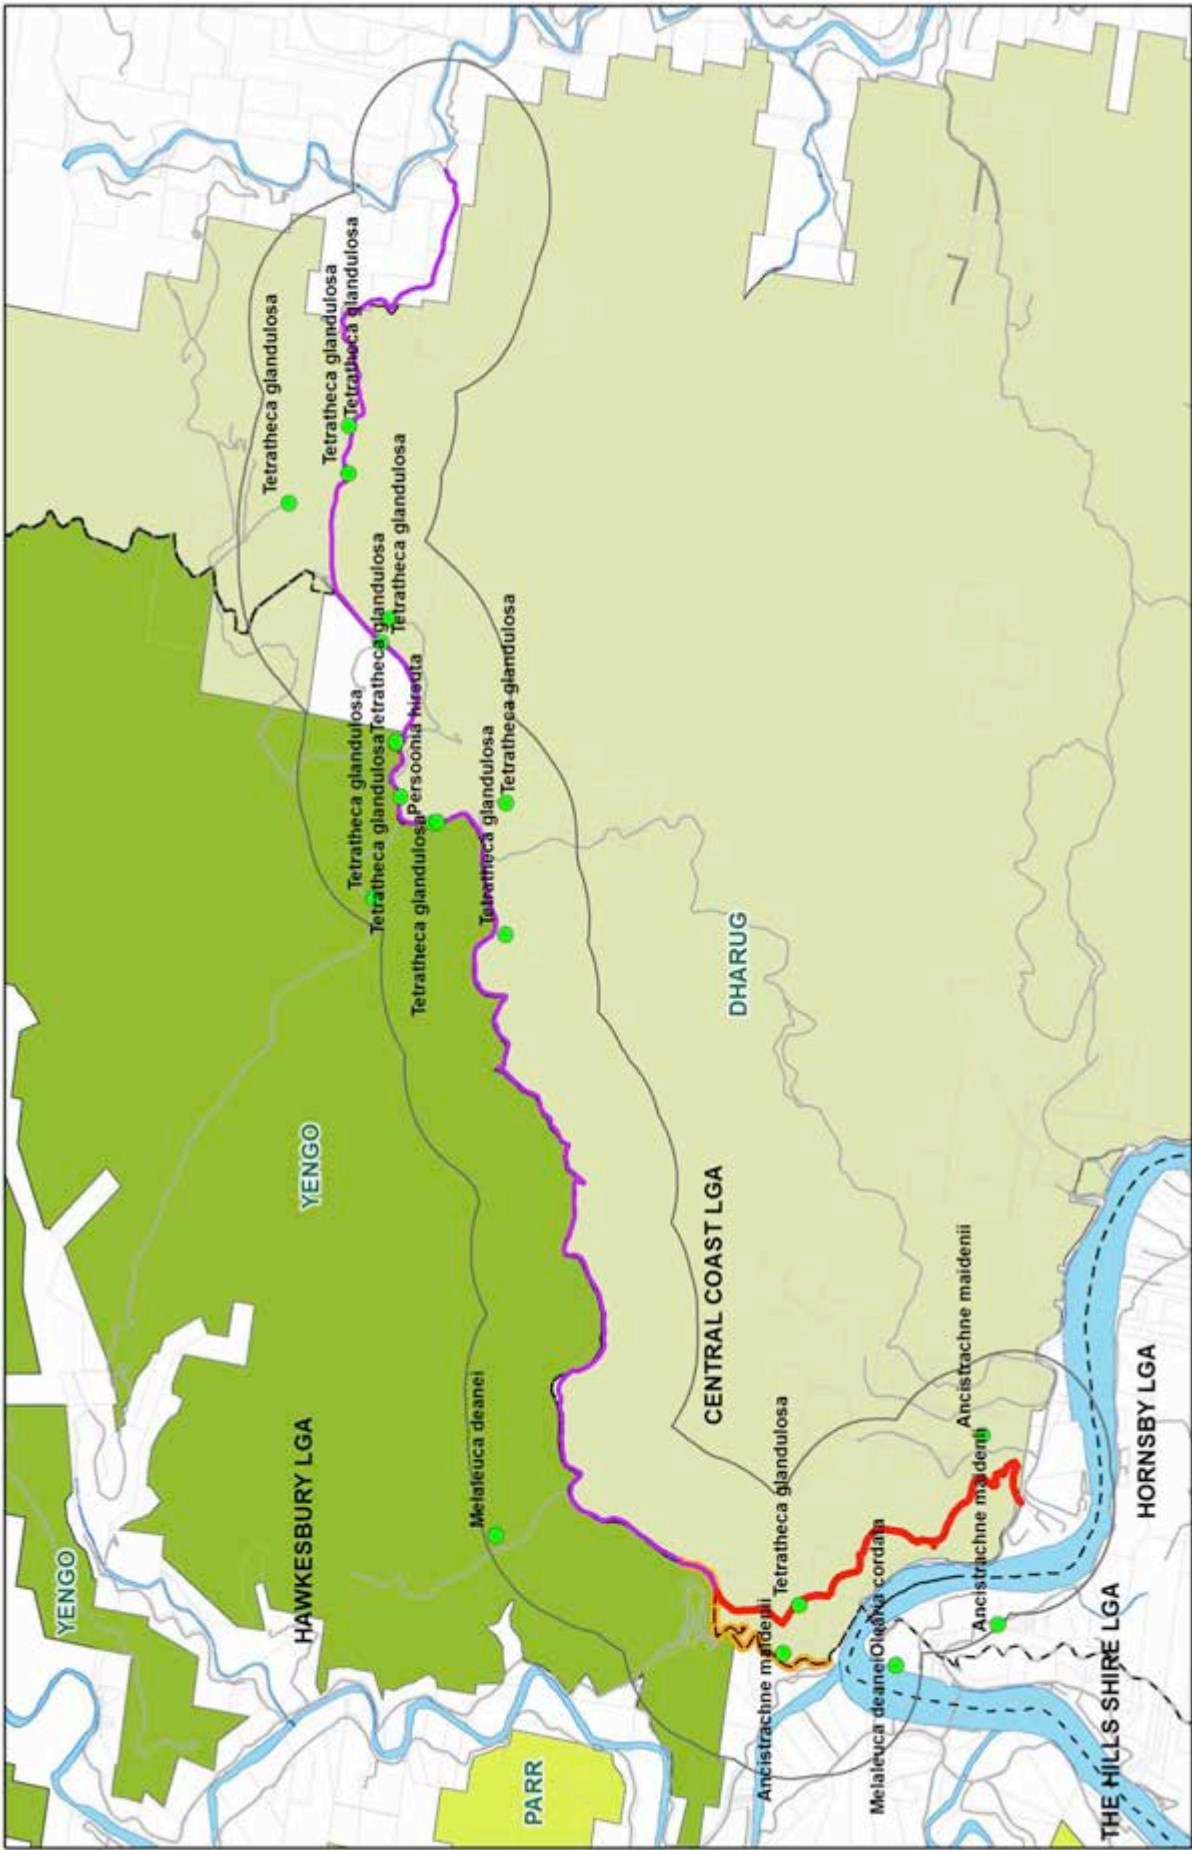 Tetratheca glandulosa
Tetratheca glandulosa
Tetratheca glandulosa
Tetratheca glandulosa
Tetratheca glandulosa
Tetratheca glandulosa
Tetratheca glandulosa
Persoonia hirsuta
Tetratheca glandulosa
Tetratheca glandulosa
Tetratheca glandulosa
Tetratheca glandulosa
DHARUG
YENGO
CENTRAL COAST LGA
Melaleuca deanei
HAWKESBURY LGA
YENGO
Ancistrachne maidenii
Ancistrachne maidenii
Tetratheca glandulosa
Ancistrachne maidenii
Melaleuca deanei
Olearia cordata
HORNSBY LGA
THE HILLS SHIRE LGA
PARR